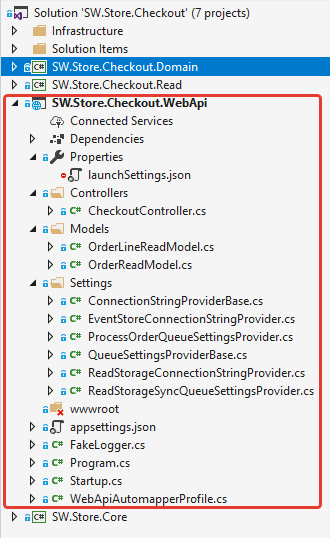 Solution 'SW.Store.Checkout' (7 projects)
Infrastructure
Solution Items
C# SW.Store.Checkout.Domain
C# SW.Store.Checkout.Read
SW.Store.Checkout.WebApi
Connected Services
Dependencies
Properties
launchSettings.json
Controllers
C# CheckoutController.cs
Models
C# OrderLineReadModel.cs
C# OrderReadModel.cs
Settings
C# ConnectionStringProviderBase.cs
C# EventStoreConnectionStringProvider.cs
C# ProcessOrderQueueSettingsProvider.cs
C# QueueSettingsProviderBase.cs
C# ReadStorageConnectionStringProvider.cs
C# ReadStorageSyncQueueSettingsProvider.cs
wwwroot
appsettings.json
C# FakeLogger.cs
C# Program.cs
C# Startup.cs
C# WebApiAutomapperProfile.cs
C# SW.Store.Core